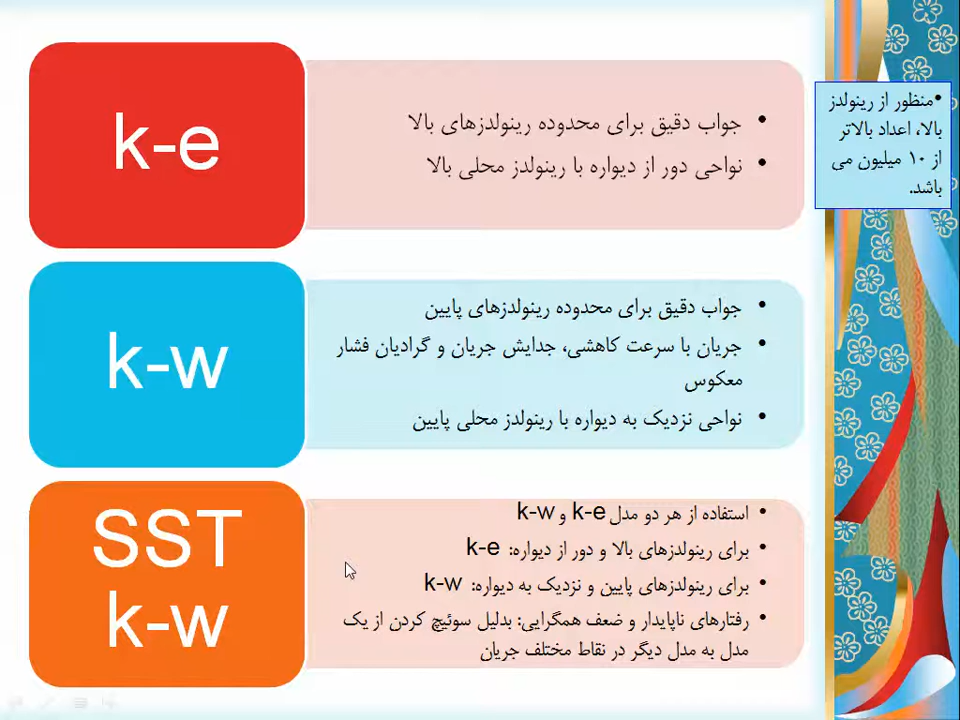 k-e
• جواب دقیق برای محدوده رینولدزهای بالا
• نواحی دور از دیواره با رینولدز محلی بالا
•منظور از رینولدز
بالا، اعداد بالاتر
از ۱۰ میلیون می
باشد.
k-w
• جواب دقیق برای محدوده رینولدزهای پایین
• جریان با سرعت کاهشی، جدایش جریان و گرادیان فشار
معکوس
• نواحی نزدیک به دیواره با رینولدز محلی پایین
SST
k-w
• استفاده از هر دو مدل k-e و k-w
• برای رینولدزهای بالا و دور از دیواره: k-e
• برای رینولدزهای پایین و نزدیک به دیواره: k-w
• رفتارهای ناپایدار و ضعف همگرایی: بدلیل سوئیچ کردن از یک
مدل به مدل دیگر در نقاط مختلف جریان